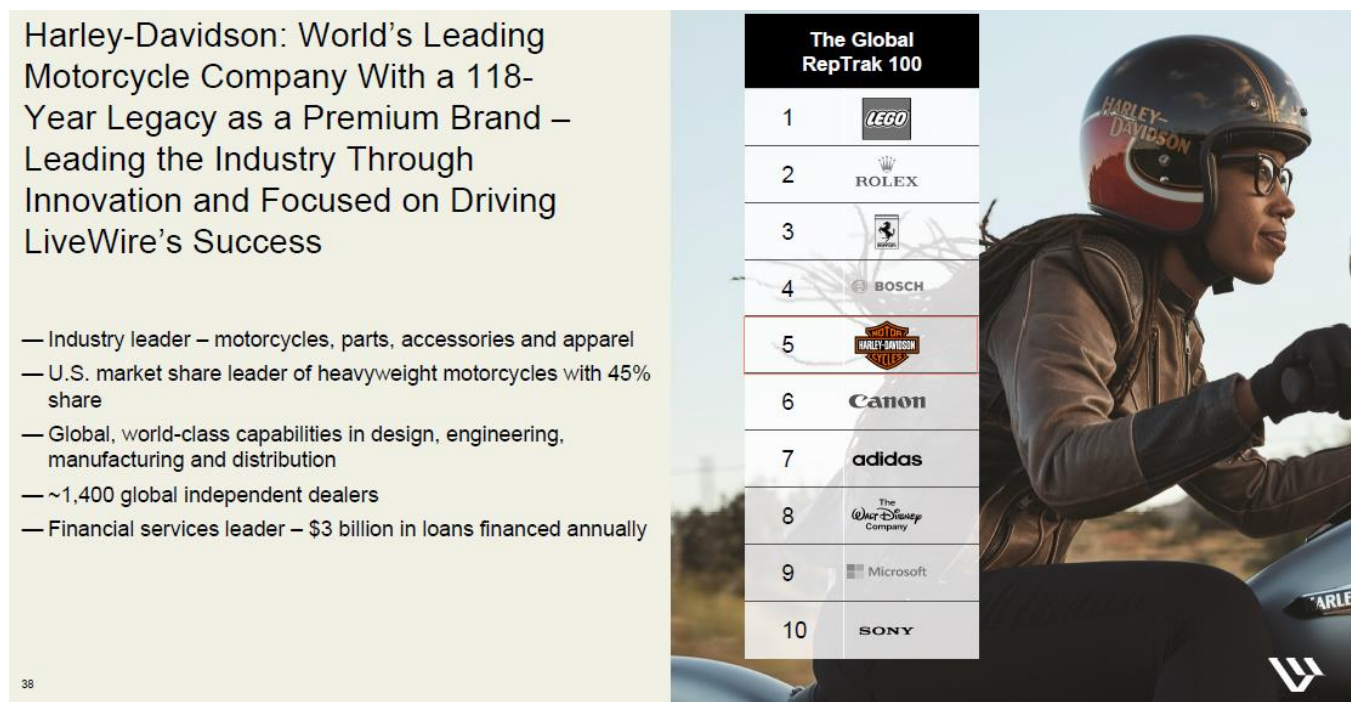 Harley-Davidson: World’s Leading
Motorcycle Company With a 118-
Year Legacy as a Premium Brand –
Leading the Industry Through
Innovation and Focused on Driving
LiveWire’s Success
— Industry leader – motorcycles, parts, accessories and apparel
— U.S. market share leader of heavyweight motorcycles with 45%
share
— Global, world-class capabilities in design, engineering,
manufacturing and distribution
— ~1,400 global independent dealers
— Financial services leader – $3 billion in loans financed annually
38
The Global
RepTrak 100
1 LEGO
2 ROLEX
3 Ferrari
4 BOSCH
5 MOTOR
HARLEY-DAVIDSON
CYCLES
6 Canon
7 adidas
8 The
WALT DISNEY
Company
9 Microsoft
10 SONY
HARLEY-
DAVIDSON
ARLE